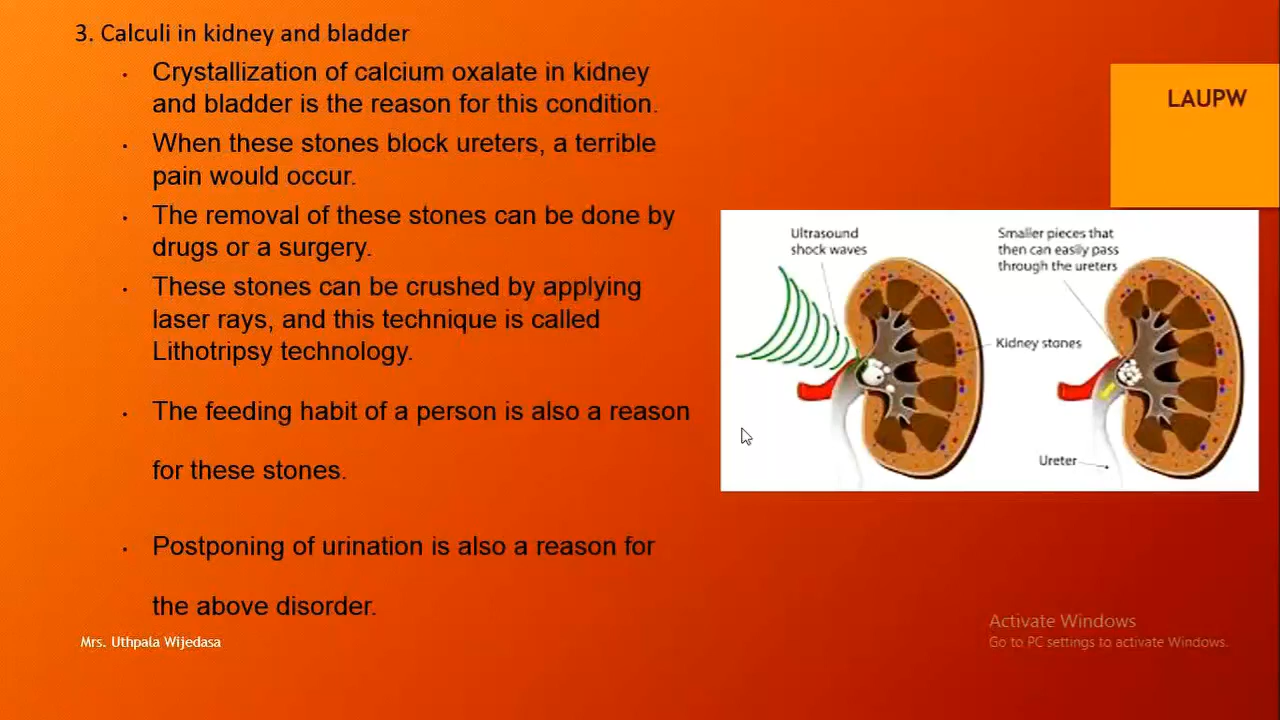 3. Calculi in kidney and bladder
• Crystallization of calcium oxalate in kidney
and bladder is the reason for this condition.
• When these stones block ureters, a terrible
pain would occur.
• The removal of these stones can be done by
drugs or a surgery.
• These stones can be crushed by applying
laser rays, and this technique is called
Lithotripsy technology.
• The feeding habit of a person is also a reason
for these stones.
• Postponing of urination is also a reason for
the above disorder.
Mrs. Uthpala Wijedasa
LAUPW
Ultrasound
shock waves
Smaller pieces that
then can easily pass
through the ureters
Kidney stones
Ureter
Activate Windows
Go to PC settings to activate Windows.